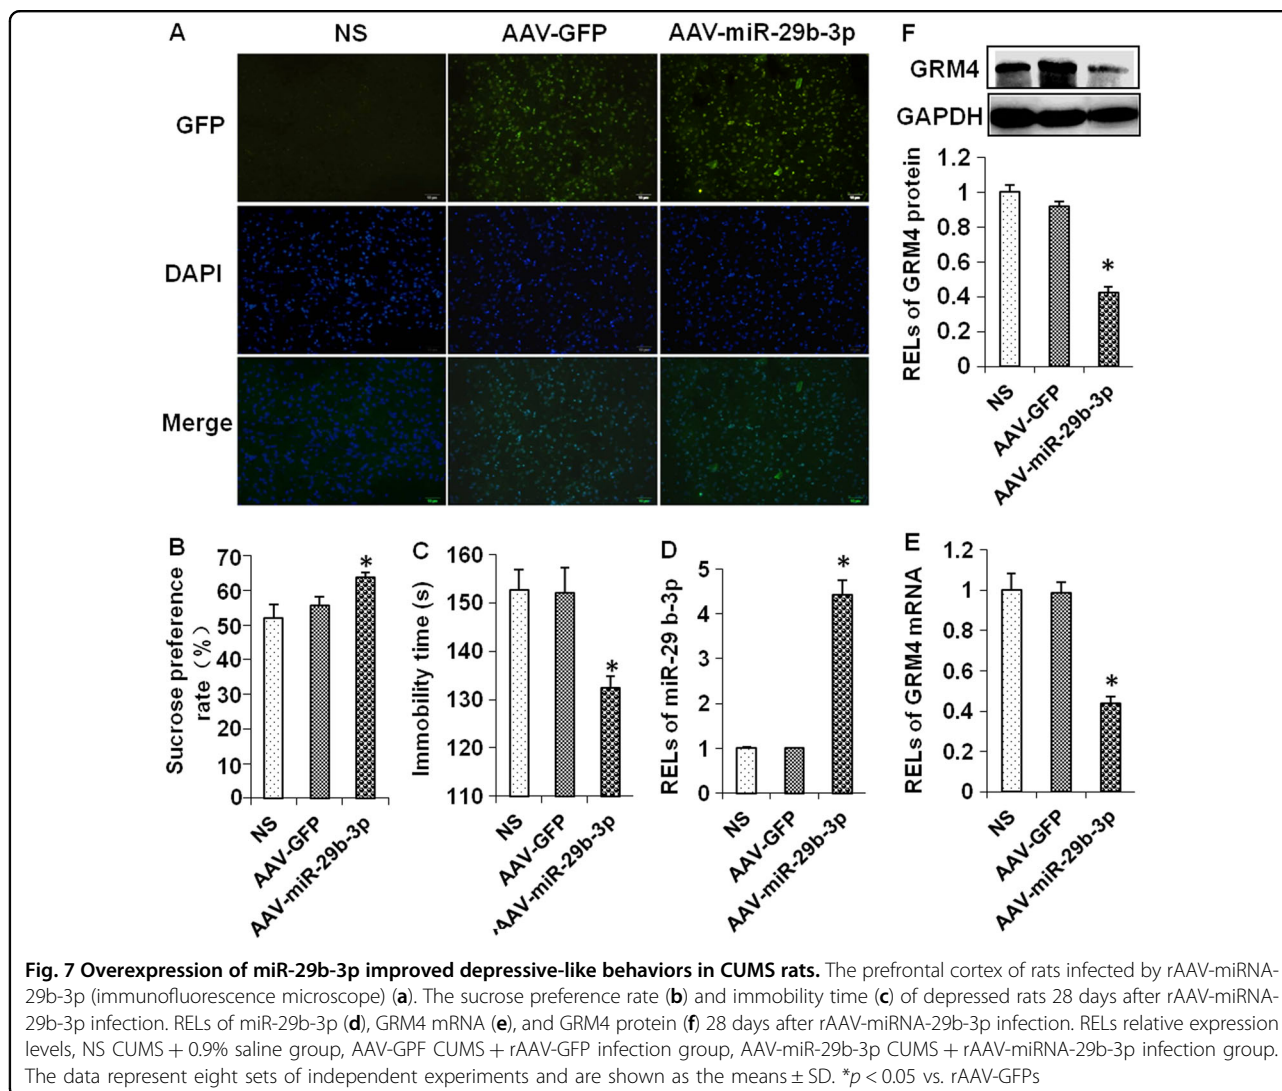 A
NS
AAV-GFP
AAV-miR-29b-3p
GFP
DAPI
Merge
F
GRM4
GAPDH
RELs of GRM4 protein
1.2
1
0.8
0.6
0.4
0.2
0
*
NS
AAV-GFP
AAV-miR-29b-3p
B
Sucrose preference
rate (%)
70
60
50
40
30
20
10
0
*
NS
AAV-GFP
AAV-miR-29b-3p
C
Immobility time (s)
160
150
140
130
120
110
*
NS
AAV-GFP
AAV-miR-29b-3p
D
RELs of miR-29 b-3p
5
4
3
2
1
0
*
NS
AAV-GFP
AAV-miR-29b-3p
E
RELs of GRM4 mRNA
1.2
1
0.8
0.6
0.4
0.2
0
*
NS
AAV-GFP
AAV-miR-29b-3p
Fig. 7 Overexpression of miR-29b-3p improved depressive-like behaviors in CUMS rats. The prefrontal cortex of rats infected by rAAV-miRNA-
29b-3p (immunofluorescence microscope) (a). The sucrose preference rate (b) and immobility time (c) of depressed rats 28 days after rAAV-miRNA-
29b-3p infection. RELs of miR-29b-3p (d), GRM4 mRNA (e), and GRM4 protein (f) 28 days after rAAV-miRNA-29b-3p infection. RELs relative expression
levels, NS CUMS + 0.9% saline group, AAV-GPF CUMS + rAAV-GFP infection group, AAV-miR-29b-3p CUMS + rAAV-miRNA-29b-3p infection group.
The data represent eight sets of independent experiments and are shown as the means ± SD. *p < 0.05 vs. rAAV-GFPs